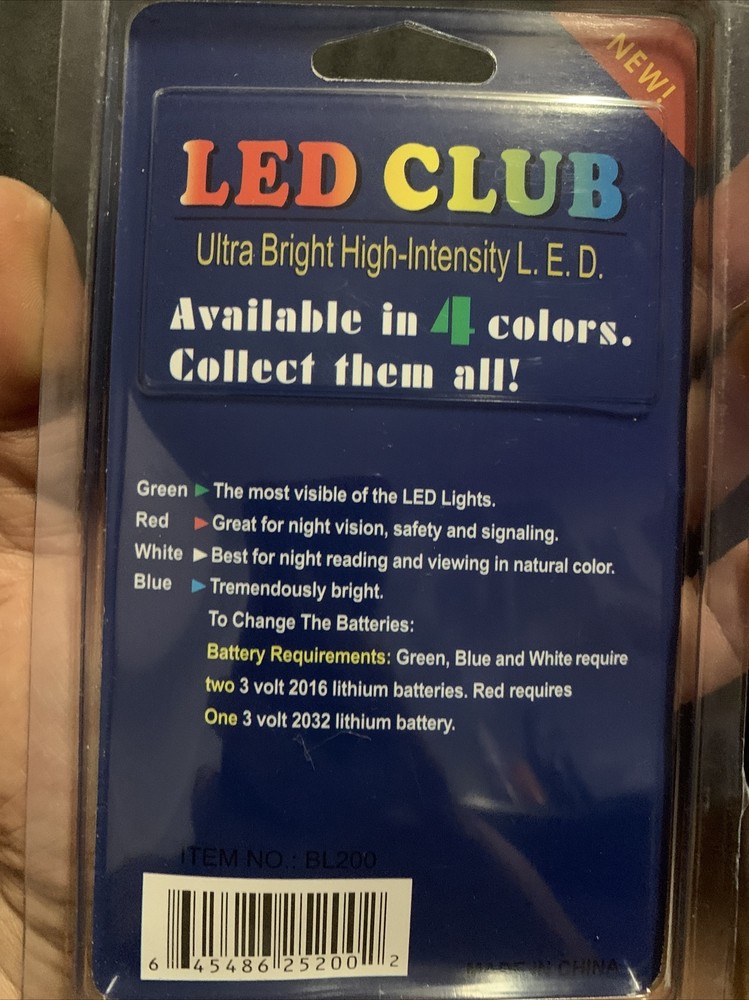 NEW!
LED CLUB
Ultra Bright High-Intensity L. E. D.
Available in 4 colors.
Collect them all!
Green ▶ The most visible of the LED Lights.
Red ▶ Great for night vision, safety and signaling.
White ▶ Best for night reading and viewing in natural color.
Blue ▶ Tremendously bright.
To Change The Batteries:
Battery Requirements: Green, Blue and White require
two 3 volt 2016 lithium batteries. Red requires
One 3 volt 2032 lithium battery.
ITEM NO.: BL200
6 45486 25200 2
MADE IN CHINA